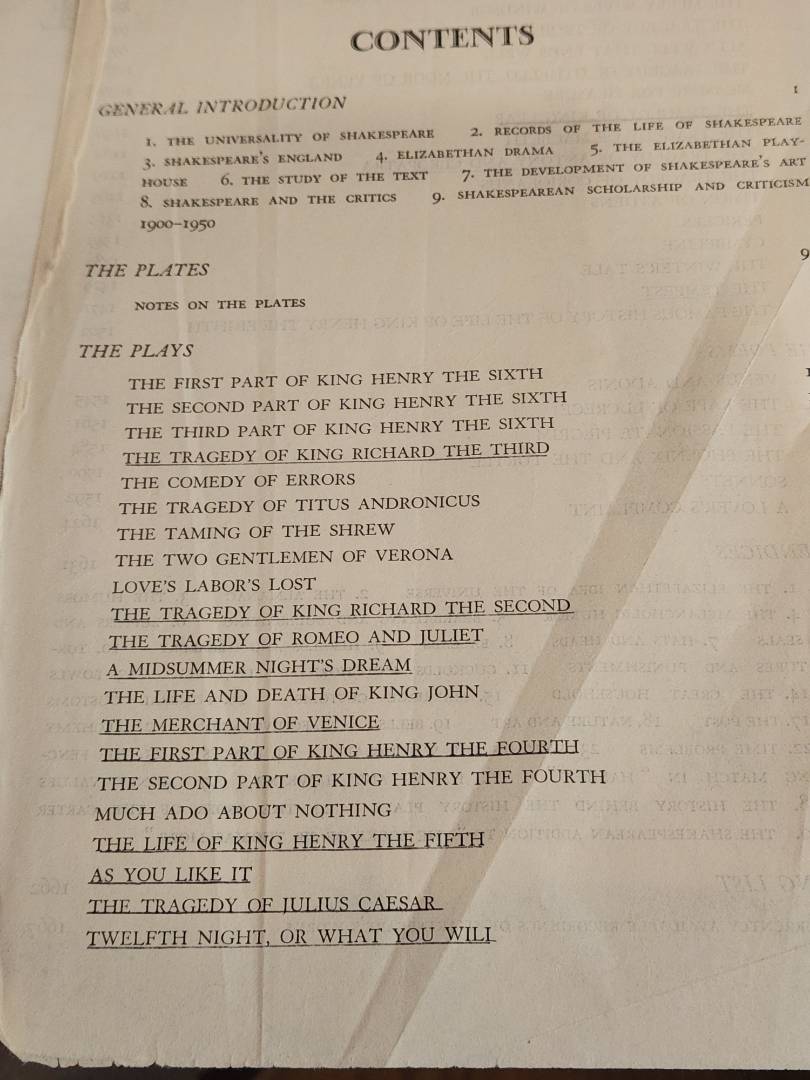 CONTENTS
GENERAL INTRODUCTION 1
1. THE UNIVERSALITY OF SHAKESPEARE 2. RECORDS OF THE LIFE OF SHAKESPEARE
3. SHAKESPEARE'S ENGLAND 4. ELIZABETHAN DRAMA 5. THE ELIZABETHAN PLAY-
HOUSE 6. THE STUDY OF THE TEXT 7. THE DEVELOPMENT OF SHAKESPEARE'S ART
8. SHAKESPEARE AND THE CRITICS 9. SHAKESPEAREAN SCHOLARSHIP AND CRITICISM
1900–1950
THE PLATES 9
NOTES ON THE PLATES
THE PLAYS
THE FIRST PART OF KING HENRY THE SIXTH
THE SECOND PART OF KING HENRY THE SIXTH
THE THIRD PART OF KING HENRY THE SIXTH
THE TRAGEDY OF KING RICHARD THE THIRD
THE COMEDY OF ERRORS
THE TRAGEDY OF TITUS ANDRONICUS
THE TAMING OF THE SHREW
THE TWO GENTLEMEN OF VERONA
LOVE'S LABOR'S LOST
THE TRAGEDY OF KING RICHARD THE SECOND
THE TRAGEDY OF ROMEO AND JULIET
A MIDSUMMER NIGHT'S DREAM
THE LIFE AND DEATH OF KING JOHN
THE MERCHANT OF VENICE
THE FIRST PART OF KING HENRY THE FOURTH
THE SECOND PART OF KING HENRY THE FOURTH
MUCH ADO ABOUT NOTHING
THE LIFE OF KING HENRY THE FIFTH
AS YOU LIKE IT
THE TRAGEDY OF JULIUS CAESAR
TWELFTH NIGHT, OR WHAT YOU WILL